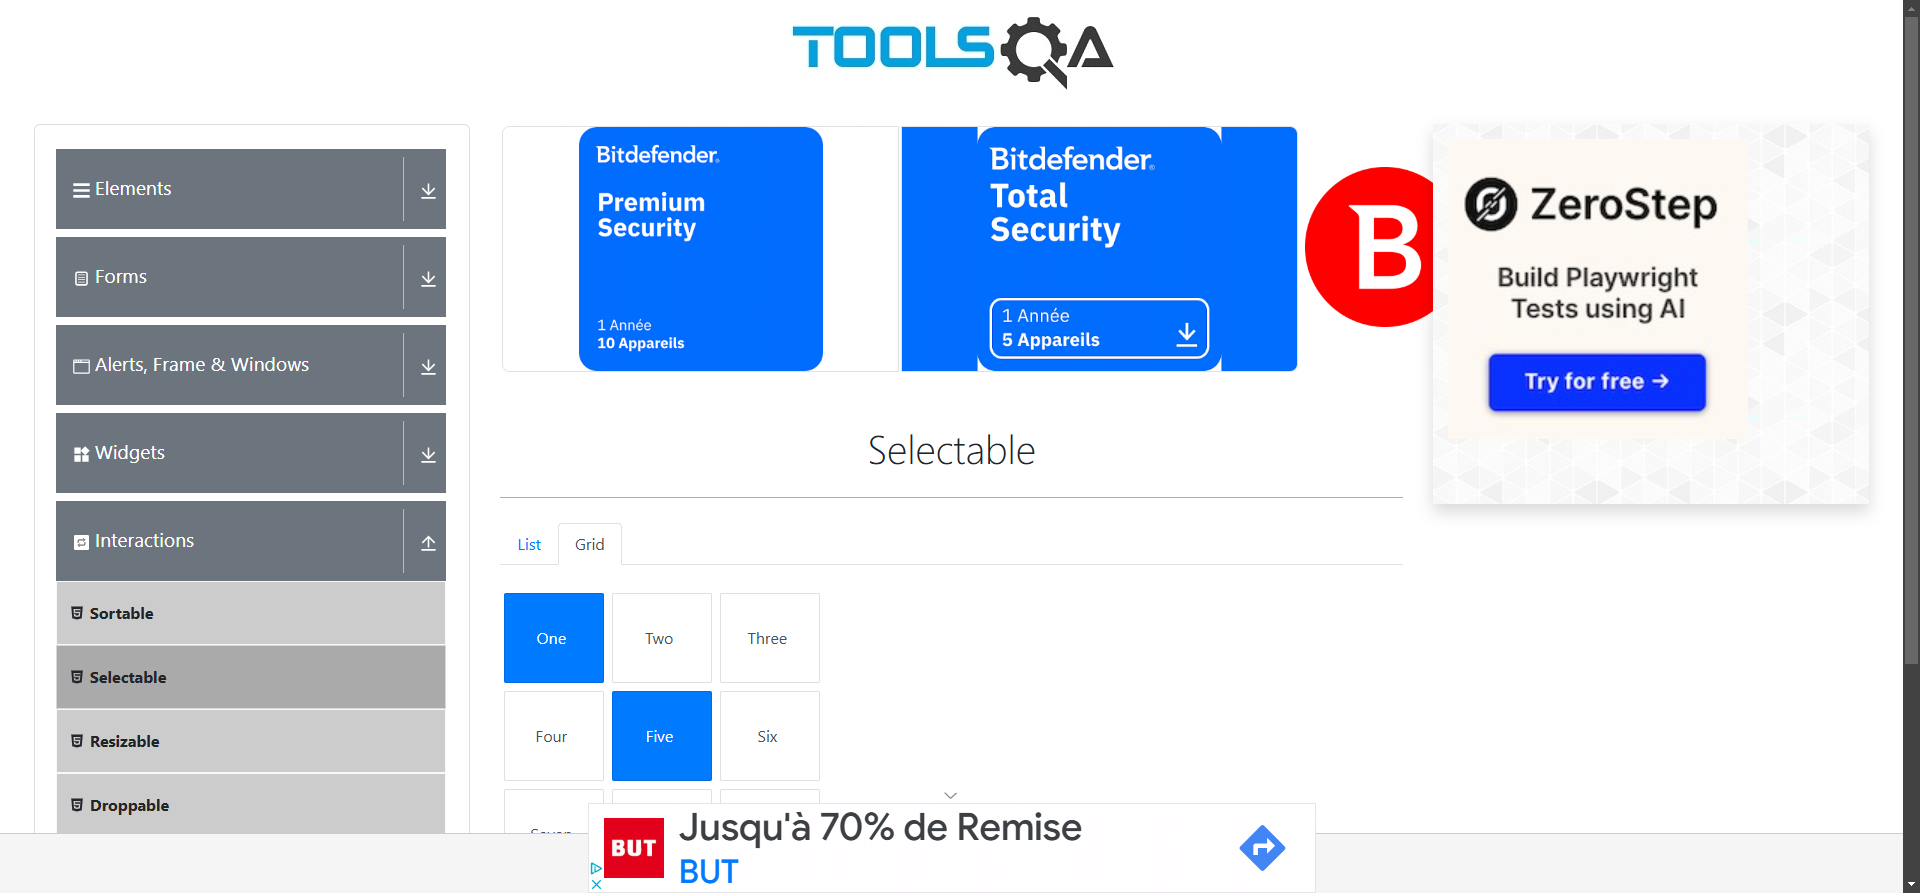 TOOLSQA
Elements
Forms
Alerts, Frame & Windows
Widgets
Interactions
Sortable
Selectable
Resizable
Droppable
Bitdefender
Premium
Security
1 Année
10 Appareils
Bitdefender
Total
Security
1 Année
5 Appareils
B
ZeroStep
Build Playwright
Tests using AI
Try for free →
Selectable
List
Grid
One
Two
Three
Four
Five
Six
BUT
Jusqu'à 70% de Remise
BUT